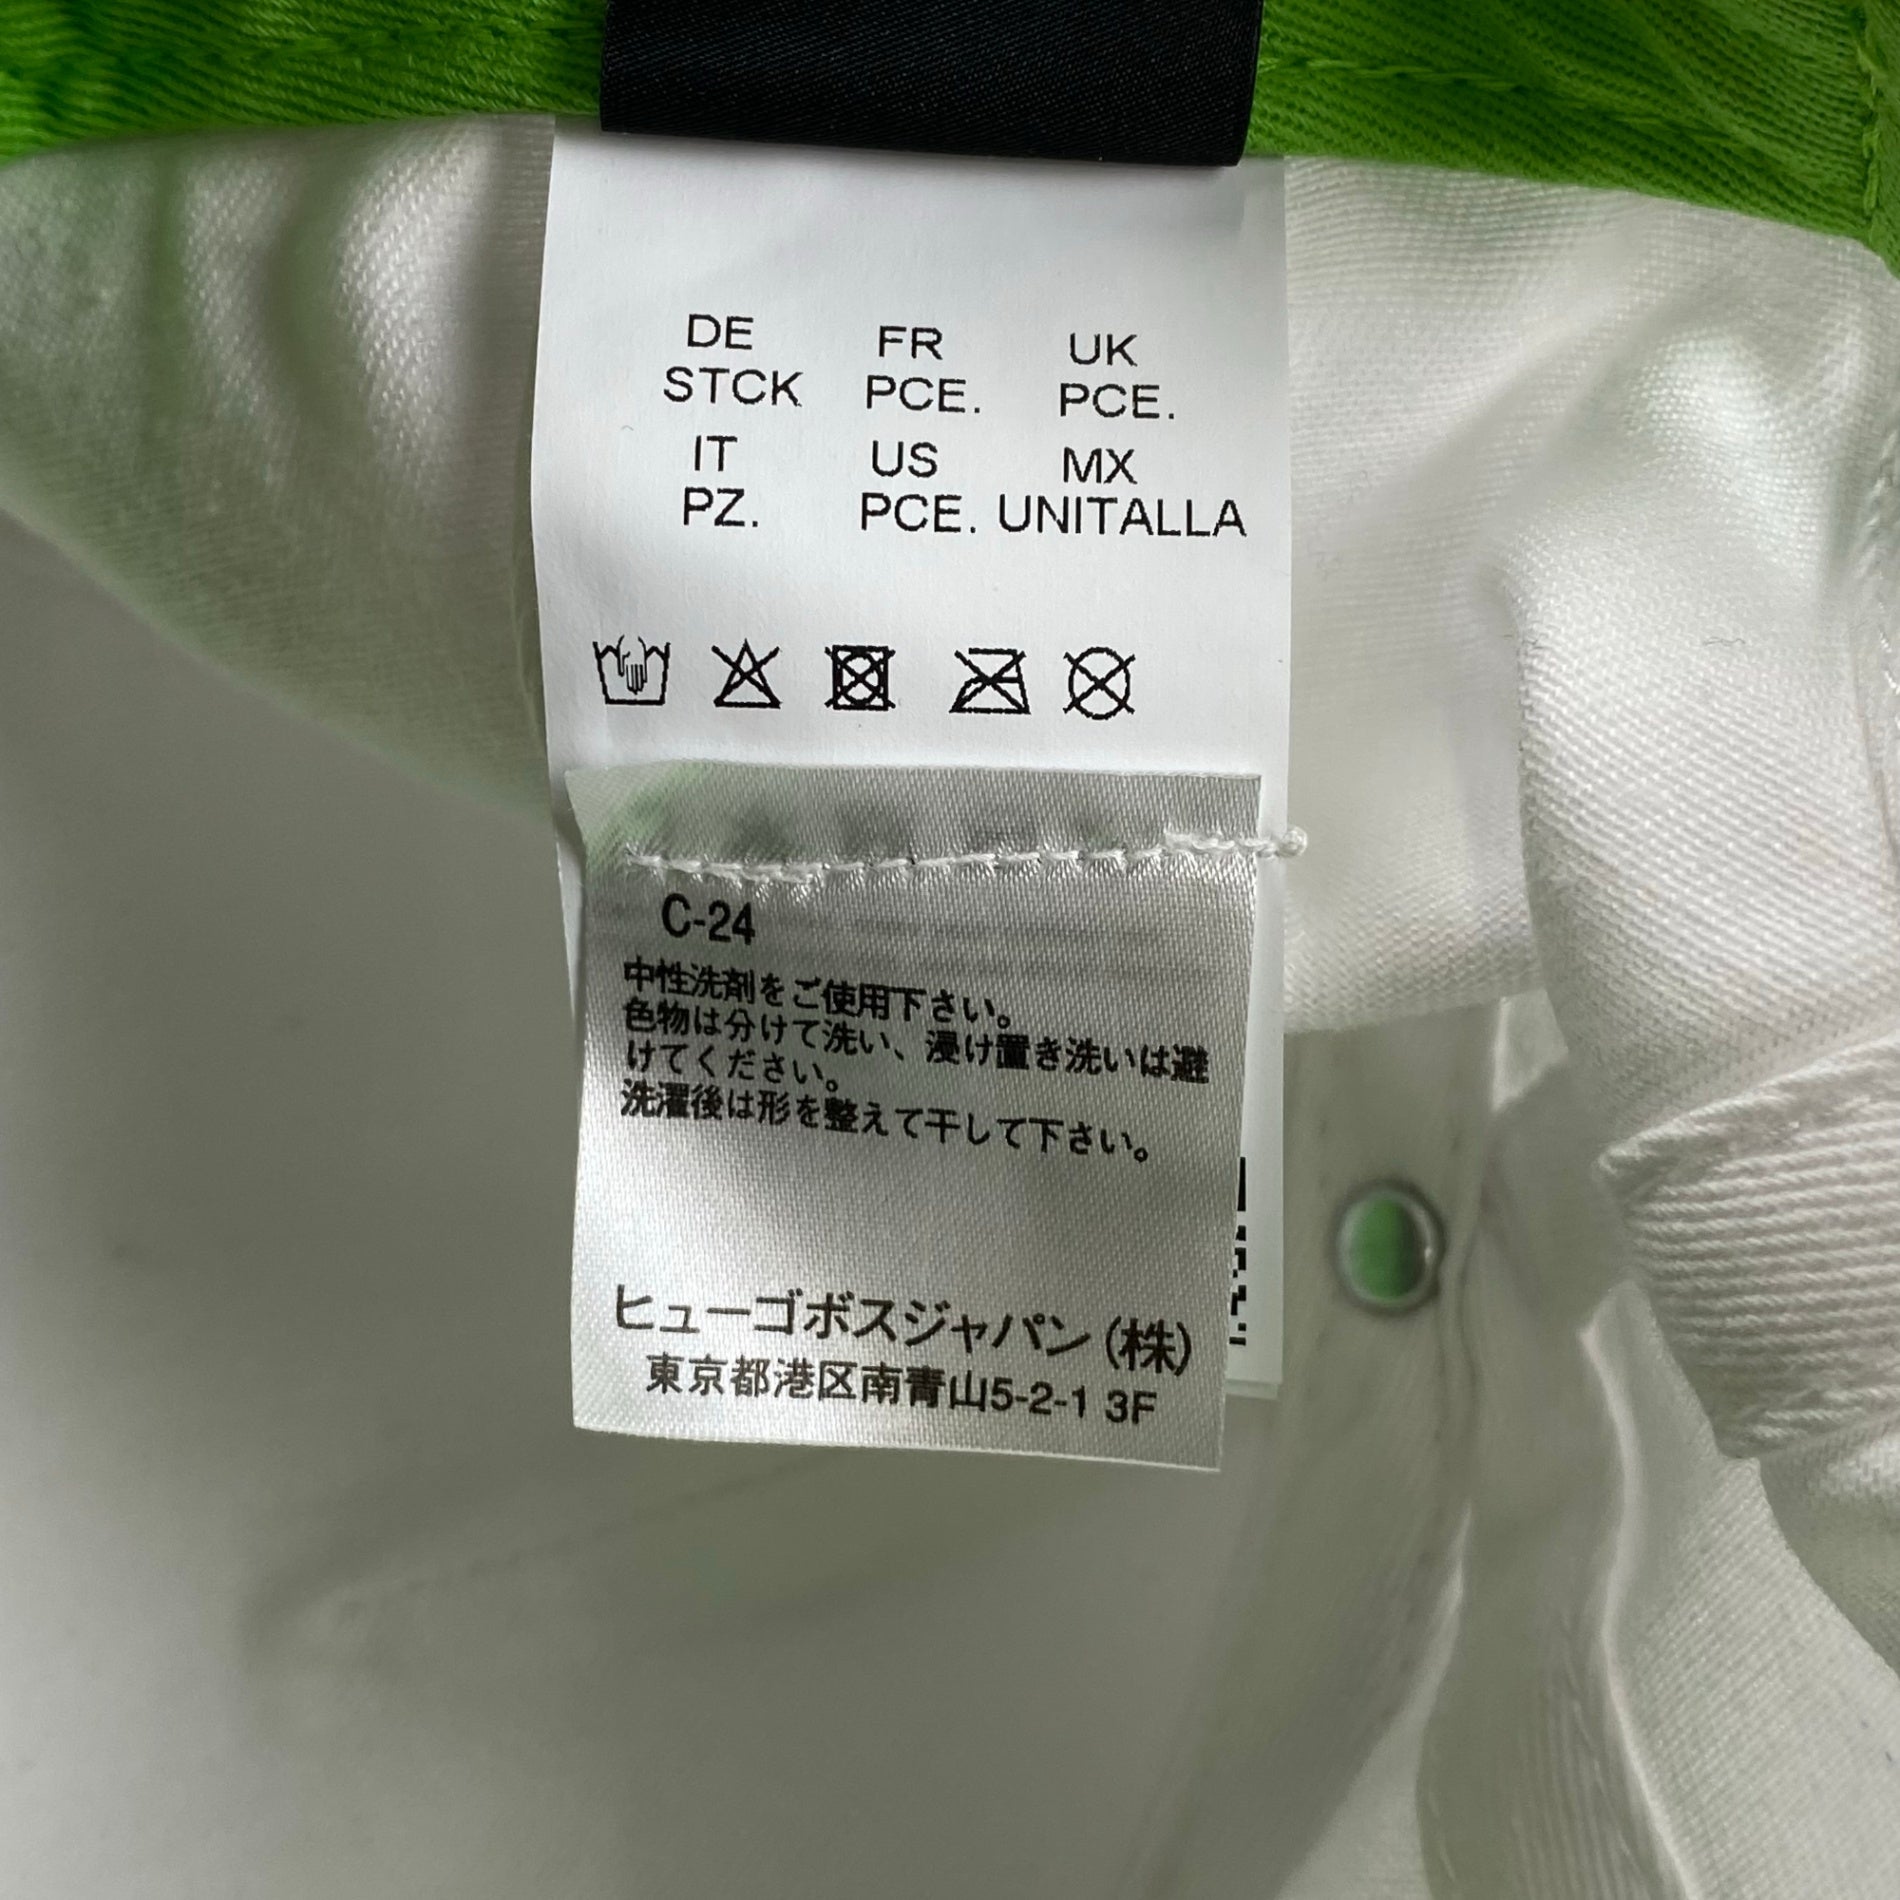 DE FR UK
STCK PCE. PCE.
IT US MX
PZ. PCE. UNITALLA
C-24
中性洗剤をご使用下さい。
色物は分けて洗い、浸け置き洗いは避
けてください。
洗濯後は形を整えて干して下さい。
ヒューゴボスジャパン(株)
東京都港区南青山5-2-1 3F